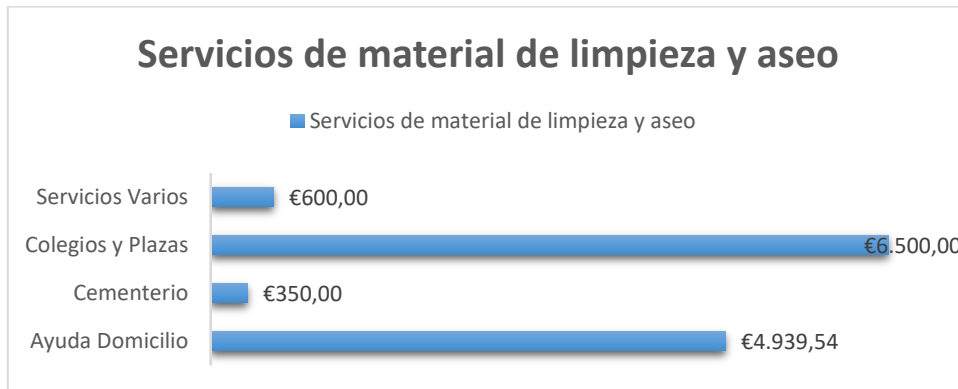 Servicios de material de limpieza y aseo
Servicios de material de limpieza y aseo
Servicios Varios €600,00
Colegios y Plazas €6.500,00
Cementerio €350,00
Ayuda Domicilio €4.939,54